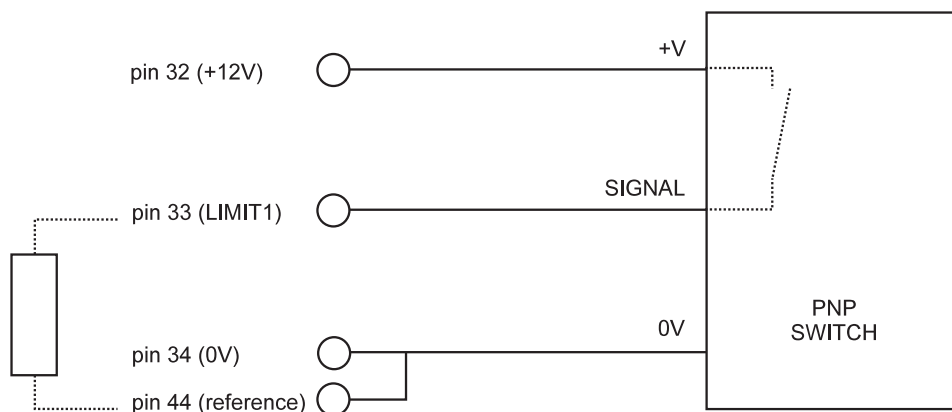 +V
pin 32 (+12V)
SIGNAL
pin 33 (LIMIT1)
0V
PNP
SWITCH
pin 34 (0V)
pin 44 (reference)